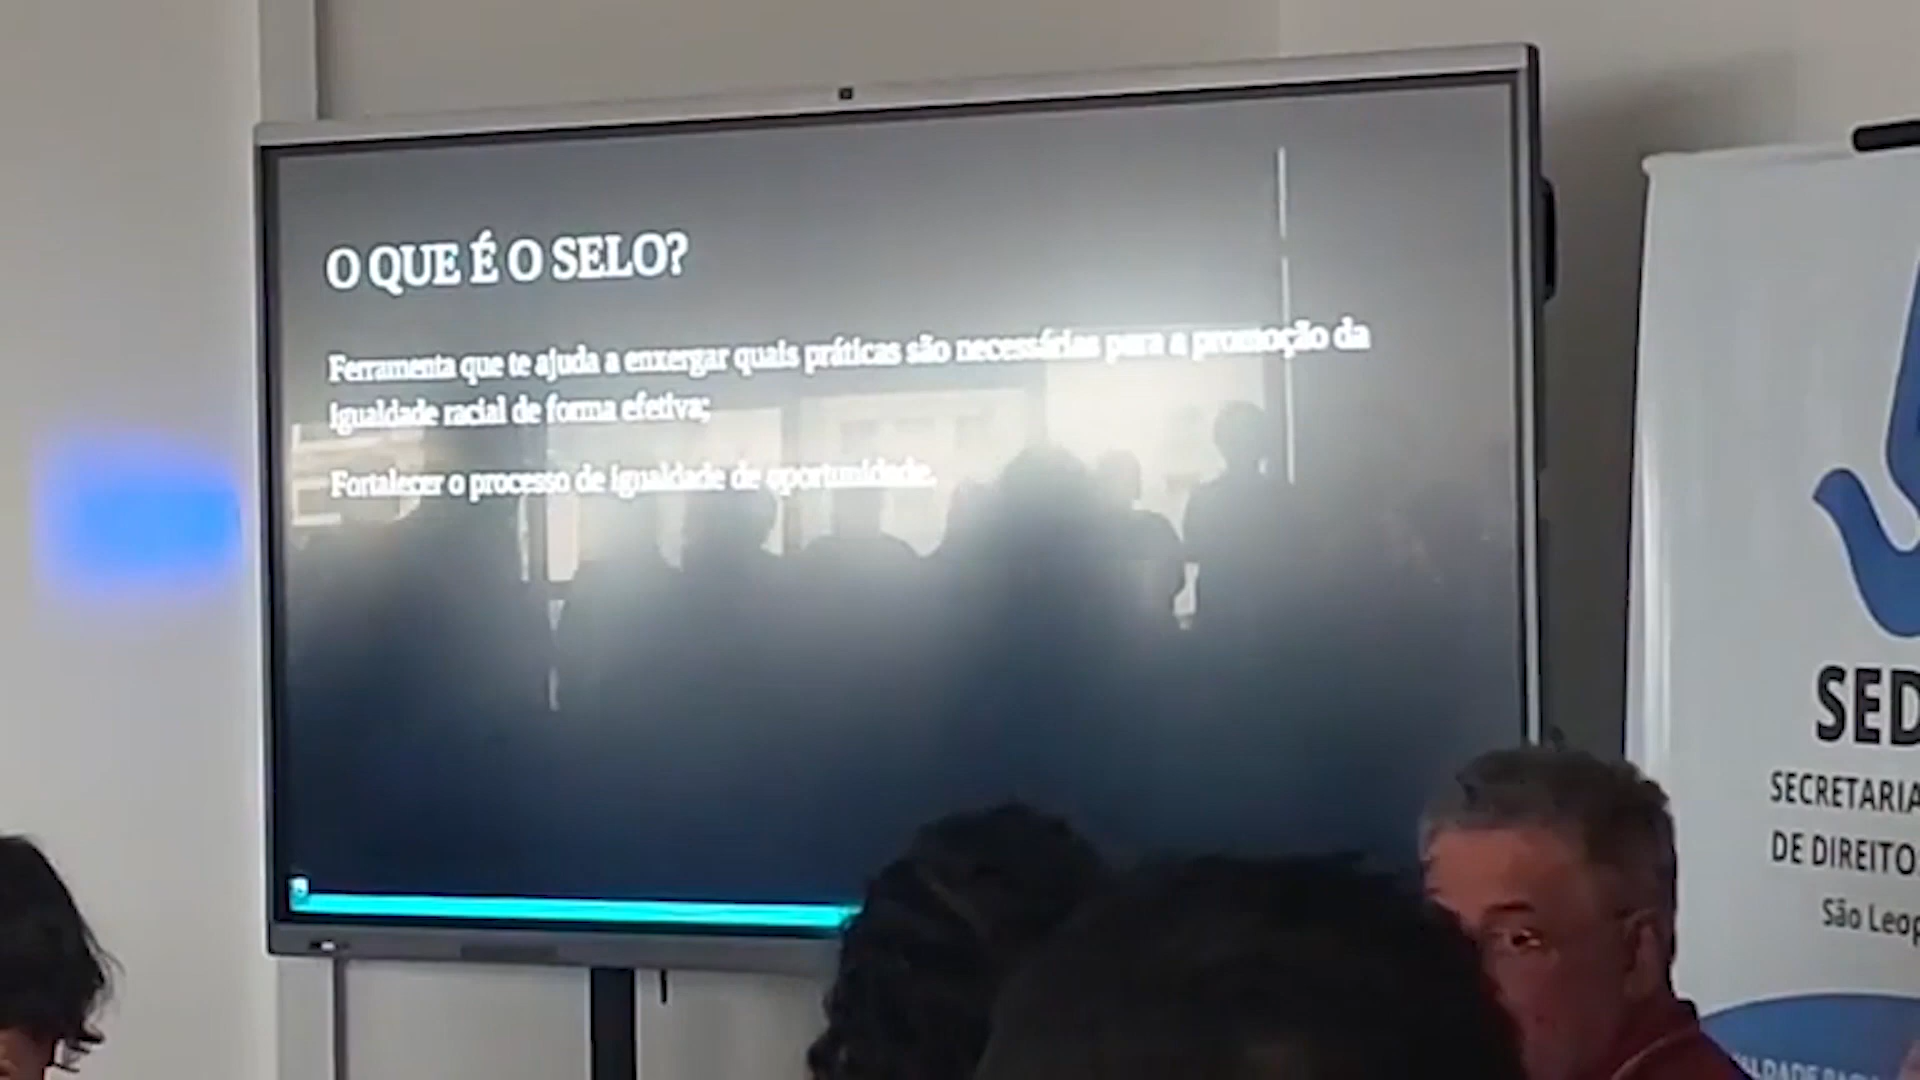 O QUE É O SELO?
Ferramenta que te ajuda a enxergar quais práticas são necessárias para a promoção da
igualdade racial de forma efetiva;
Fortalecer o processo de igualdade de oportunidade.
SED
SECRETARIA
DE DIREITO
São Leop